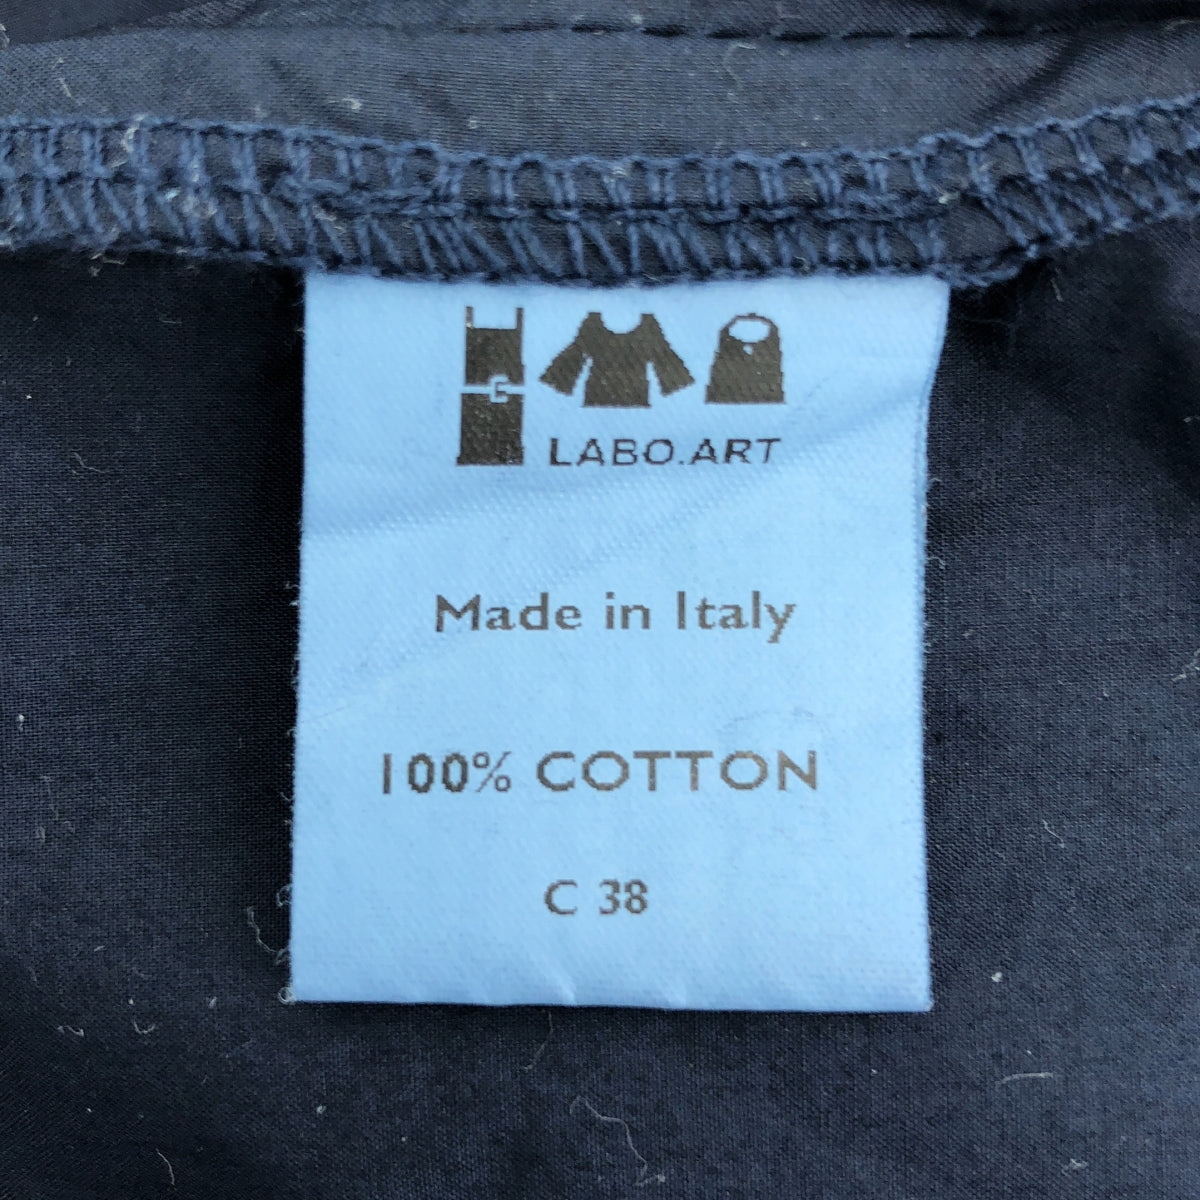 LABO.ART
Made in Italy
100% COTTON
C 38